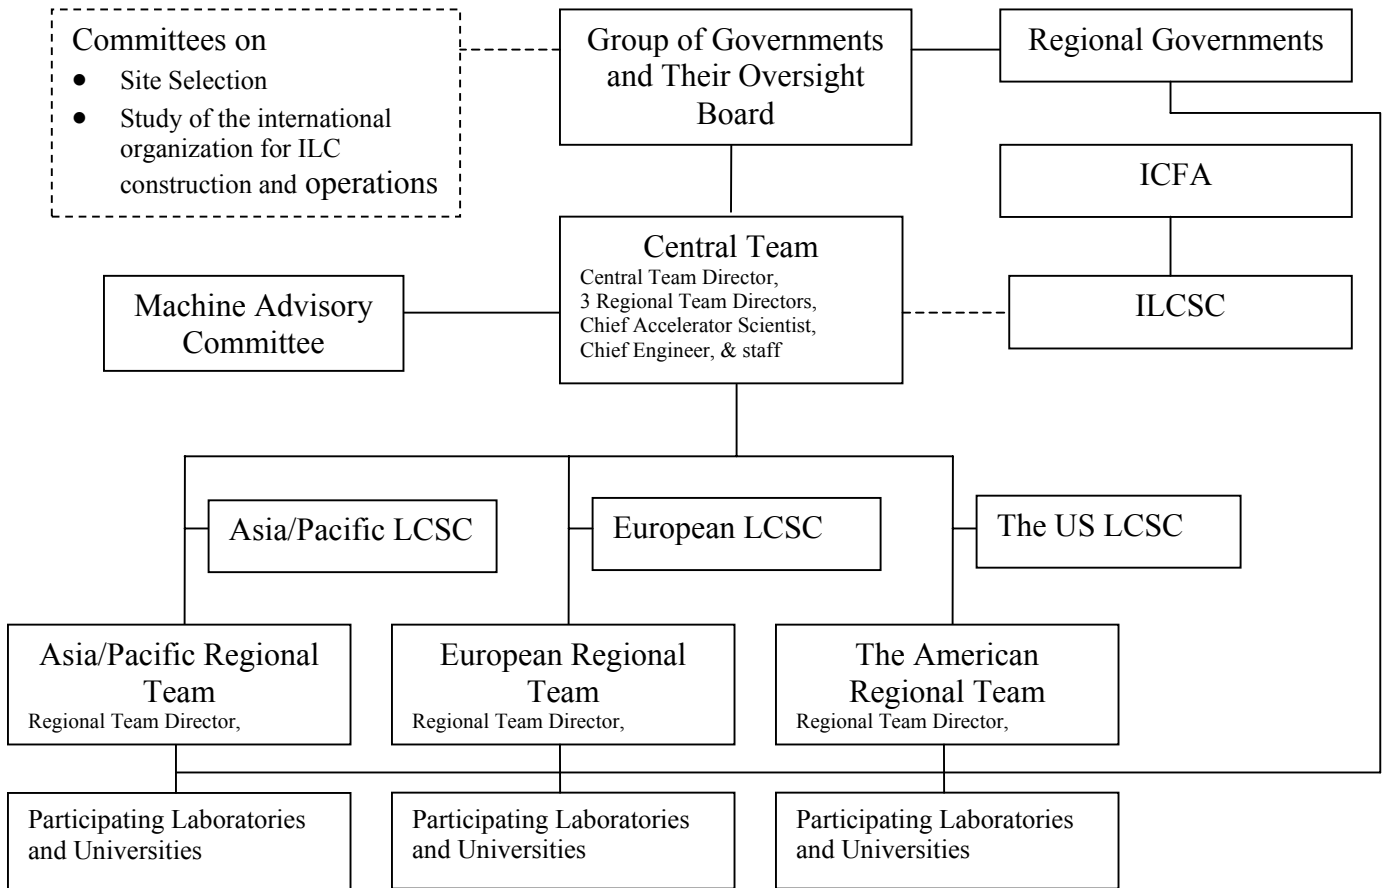 Committees on
• Site Selection
• Study of the international
organization for ILC
construction and operations
Group of Governments
and Their Oversight
Board
Regional Governments
ICFA
Central Team
Central Team Director,
3 Regional Team Directors,
Chief Accelerator Scientist,
Chief Engineer, & staff
Machine Advisory
Committee
ILCSC
Asia/Pacific LCSC
European LCSC
The US LCSC
Asia/Pacific Regional
Team
Regional Team Director,
European Regional
Team
Regional Team Director,
The American
Regional Team
Regional Team Director,
Participating Laboratories
and Universities
Participating Laboratories
and Universities
Participating Laboratories
and Universities